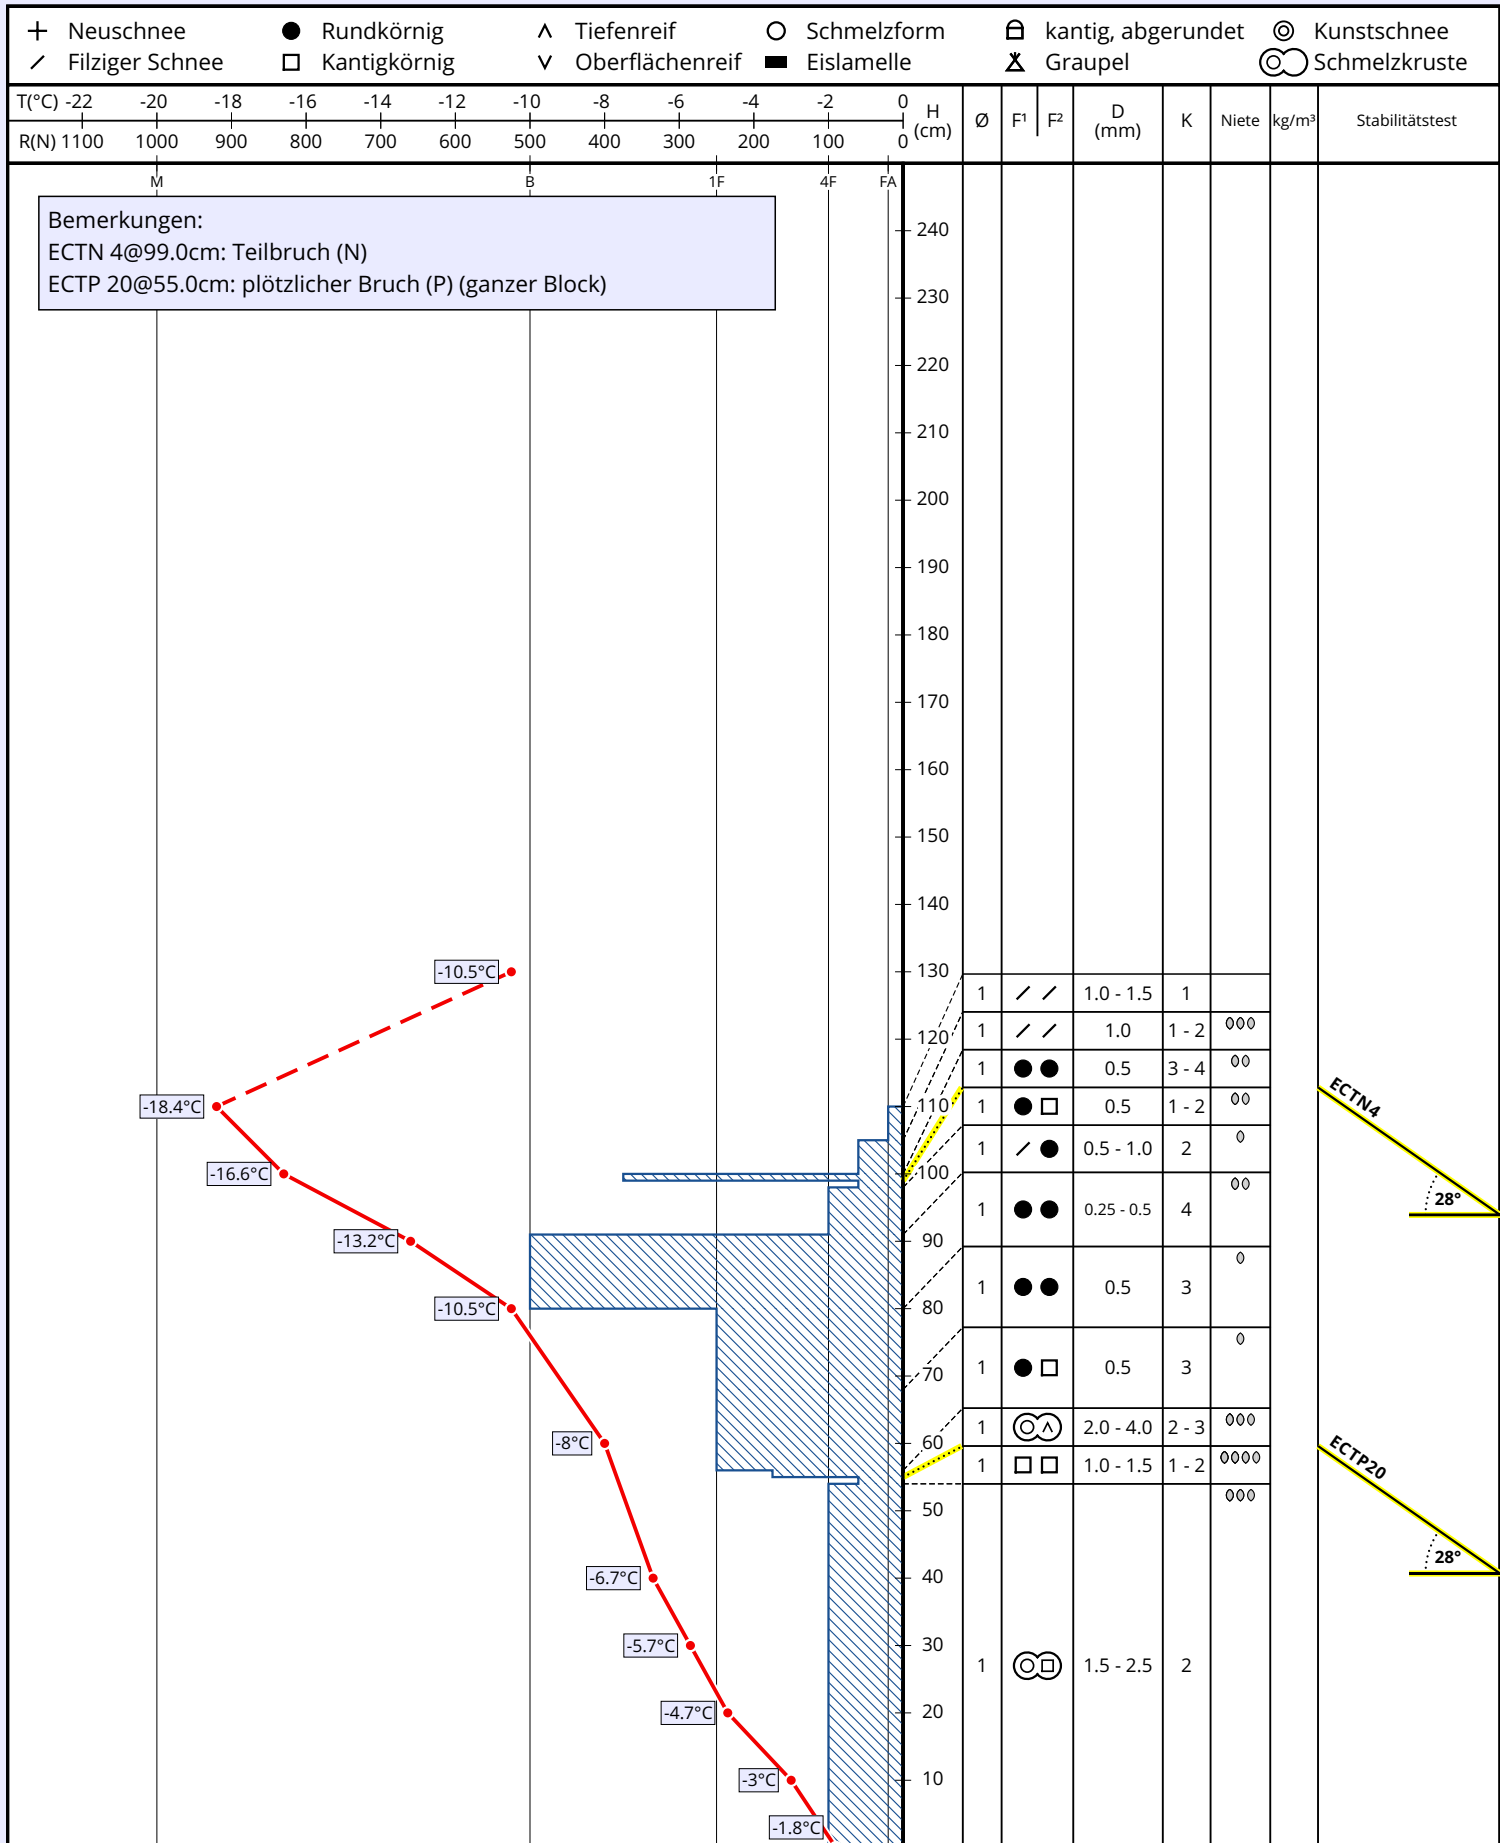 Neuschnee Rundkörnig Tiefenreif Schmelzform kantig, abgerundet Kunstschnee
Filziger Schnee Kantigkörnig Oberflächenreif Eislamelle Graupel Schmelzkruste
T(°C) -22 -20 -18 -16 -14 -12 -10 -8 -6 -4 -2 0
R(N) 1100 1000 900 800 700 600 500 400 300 200 100 0
H (cm) Ø F¹ F² D (mm) K Niete kg/m³ Stabilitätstest
M B 1F 4F FA
Bemerkungen:
ECTN 4@99.0cm: Teilbruch (N)
ECTP 20@55.0cm: plötzlicher Bruch (P) (ganzer Block)
240
230
220
210
200
190
180
170
160
150
140
-10.5°C 130
1 1.0 - 1.5 1
120 1 1.0 1 - 2
1 0.5 3 - 4
-18.4°C 110 1 0.5 1 - 2 ECTN4
1 0.5 - 1.0 2
-16.6°C 100
1 0.25 - 0.5 4 28°
-13.2°C 90
1 0.5 3
-10.5°C 80
70 1 0.5 3
1 2.0 - 4.0 2 - 3
-8°C 60
1 1.0 - 1.5 1 - 2 ECTP20
50
28°
-6.7°C 40
-5.7°C 30
1 1.5 - 2.5 2
-4.7°C 20
-3°C 10
-1.8°C